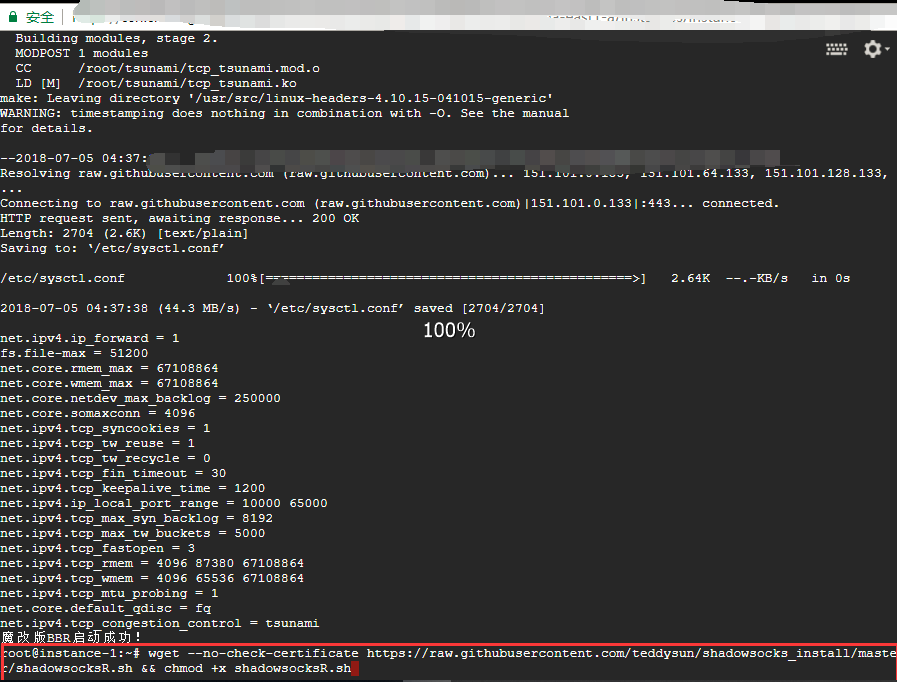 安全
Building modules, stage 2.
MODPOST 1 modules
CC      /root/tsunami/tcp_tsunami.mod.o
LD [M]  /root/tsunami/tcp_tsunami.ko
make: Leaving directory '/usr/src/linux-headers-4.10.15-041015-generic'
WARNING: timestamping does nothing in combination with -O. See the manual
for details.
--2018-07-05 04:37:
Resolving raw.githubusercontent.com (raw.githubusercontent.com)... 151.101.0.133, 151.101.64.133, 151.101.128.133,
...
Connecting to raw.githubusercontent.com (raw.githubusercontent.com)|151.101.0.133|:443... connected.
HTTP request sent, awaiting response... 200 OK
Length: 2704 (2.6K) [text/plain]
Saving to: ‘/etc/sysctl.conf’
/etc/sysctl.conf             100%[===============================================>]   2.64K  --.-KB/s   in 0s
2018-07-05 04:37:38 (44.3 MB/s) - ‘/etc/sysctl.conf’ saved [2704/2704]
100%
net.ipv4.ip_forward = 1
fs.file-max = 51200
net.core.rmem_max = 67108864
net.core.wmem_max = 67108864
net.core.netdev_max_backlog = 250000
net.core.somaxconn = 4096
net.ipv4.tcp_syncookies = 1
net.ipv4.tcp_tw_reuse = 1
net.ipv4.tcp_tw_recycle = 0
net.ipv4.tcp_fin_timeout = 30
net.ipv4.tcp_keepalive_time = 1200
net.ipv4.ip_local_port_range = 10000 65000
net.ipv4.tcp_max_syn_backlog = 8192
net.ipv4.tcp_max_tw_buckets = 5000
net.ipv4.tcp_fastopen = 3
net.ipv4.tcp_rmem = 4096 87380 67108864
net.ipv4.tcp_wmem = 4096 65536 67108864
net.ipv4.tcp_mtu_probing = 1
net.core.default_qdisc = fq
net.ipv4.tcp_congestion_control = tsunami
魔改版BBR启动成功！
root@instance-1:~# wget --no-check-certificate https://raw.githubusercontent.com/teddysun/shadowsocks_install/maste
r/shadowsocksR.sh && chmod +x shadowsocksR.sh